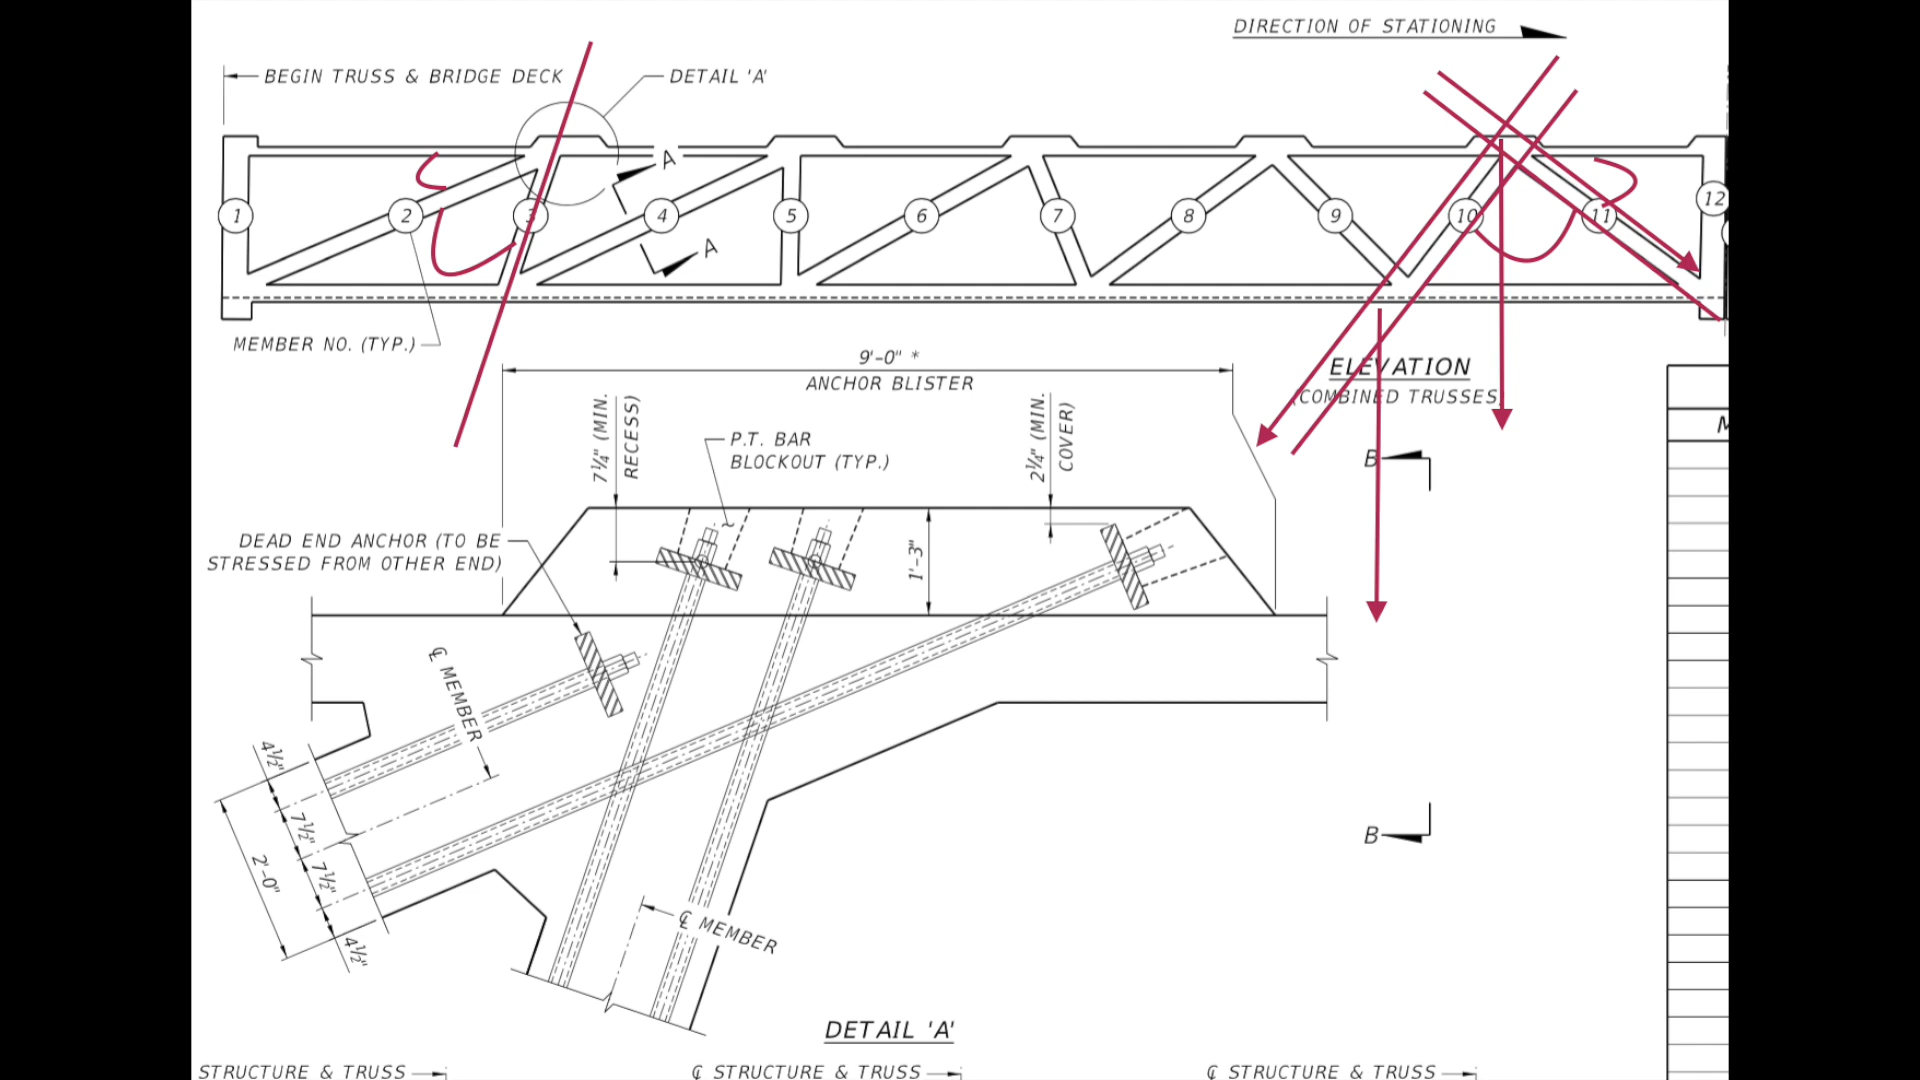 DIRECTION OF STATIONING
BEGIN TRUSS & BRIDGE DECK
DETAIL 'A'
A
1
2
3
4
5
6
7
8
9
10
11
12
A
MEMBER NO. (TYP.)
9'-0" *
ANCHOR BLISTER
ELEVATION
(COMBINED TRUSSES)
M
7¼" (MIN.
RECESS)
P.T. BAR
BLOCKOUT (TYP.)
2¼" (MIN.
COVER)
B
DEAD END ANCHOR (TO BE
STRESSED FROM OTHER END)
1'-3"
℄ MEMBER
4½"
7½"
7½"
4½"
2'-0"
B
℄ MEMBER
DETAIL 'A'
STRUCTURE & TRUSS
℄ STRUCTURE & TRUSS
℄ STRUCTURE & TRUSS